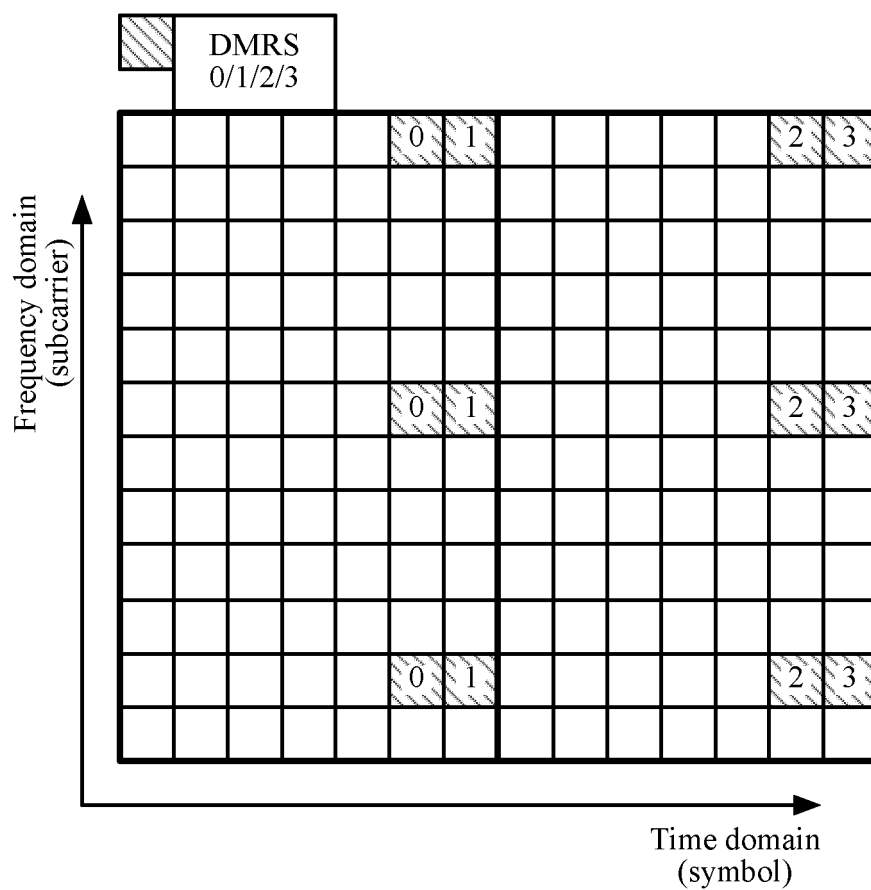 DMRS
0/1/2/3
0 1 2 3
Frequency domain
(subcarrier)
0 1 2 3
0 1 2 3
Time domain
(symbol)